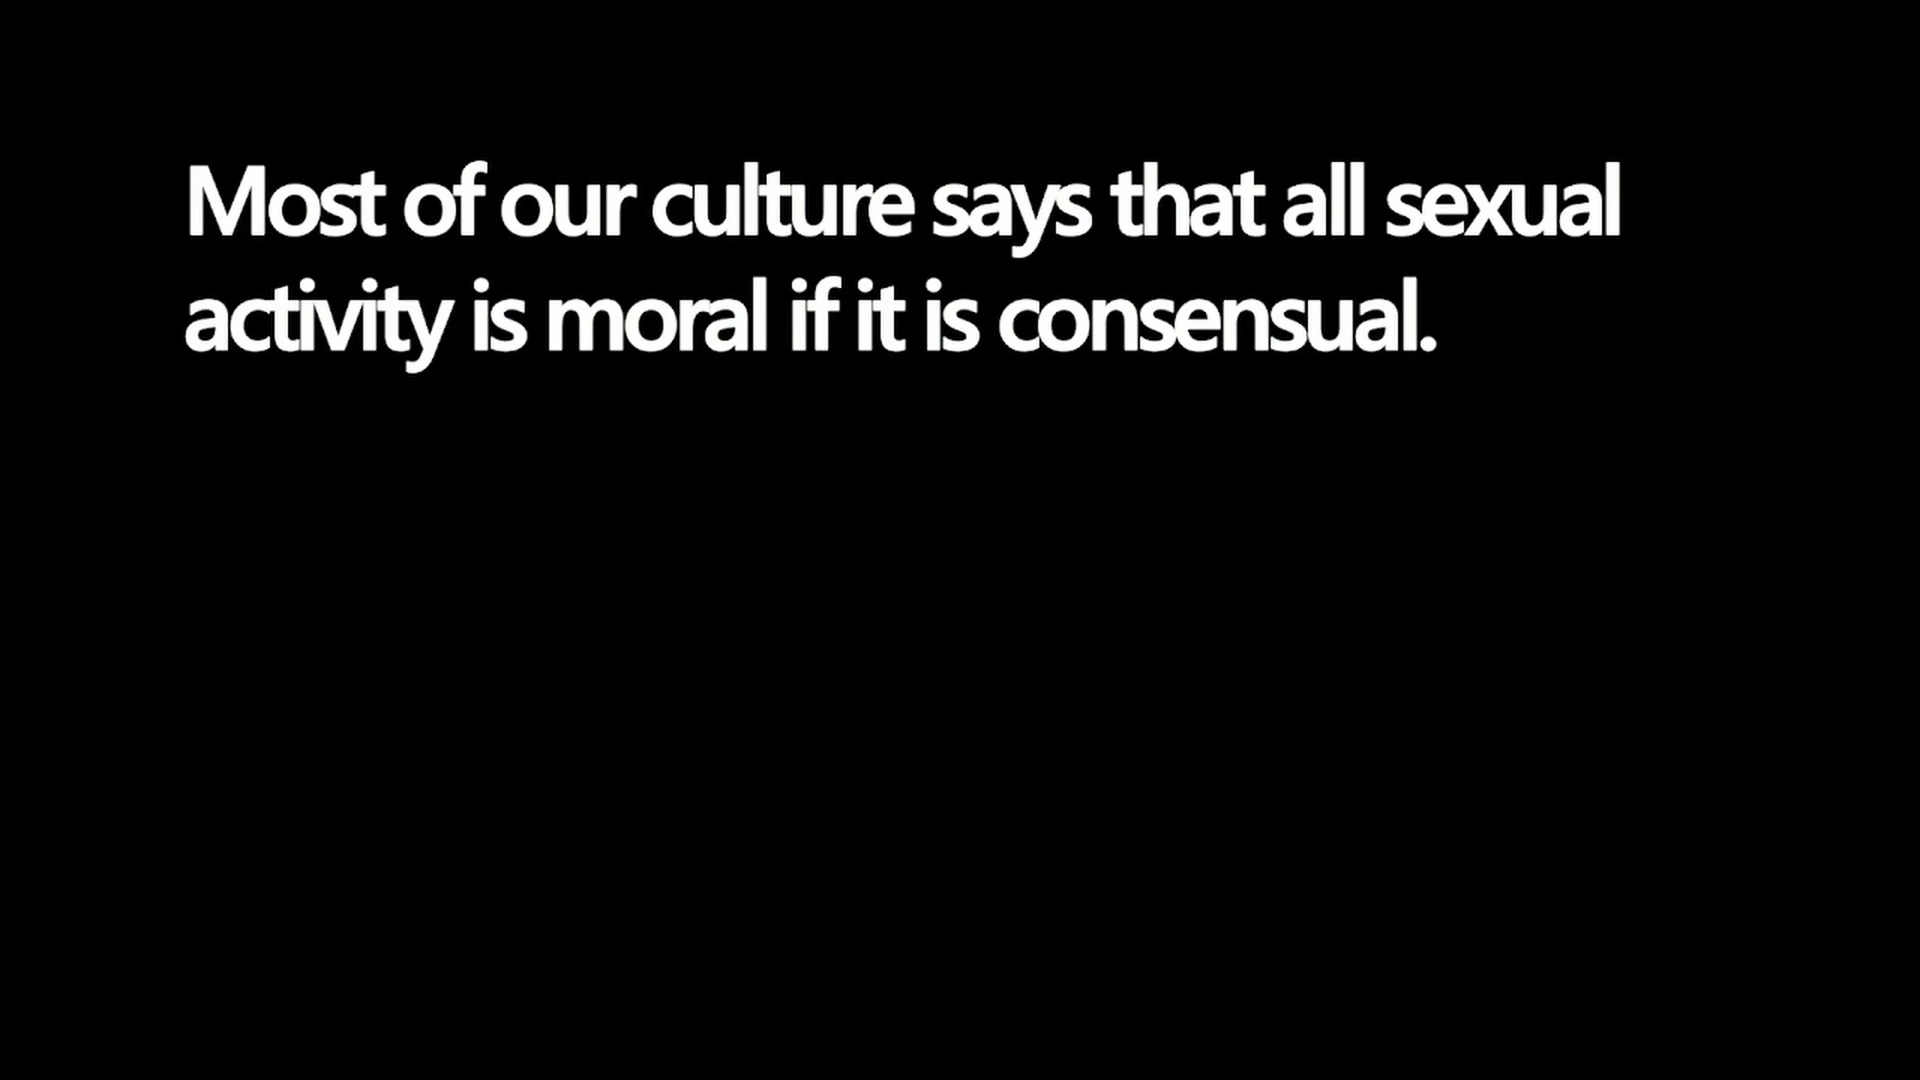 Most of our culture says that all sexual
activity is moral if it is consensual.